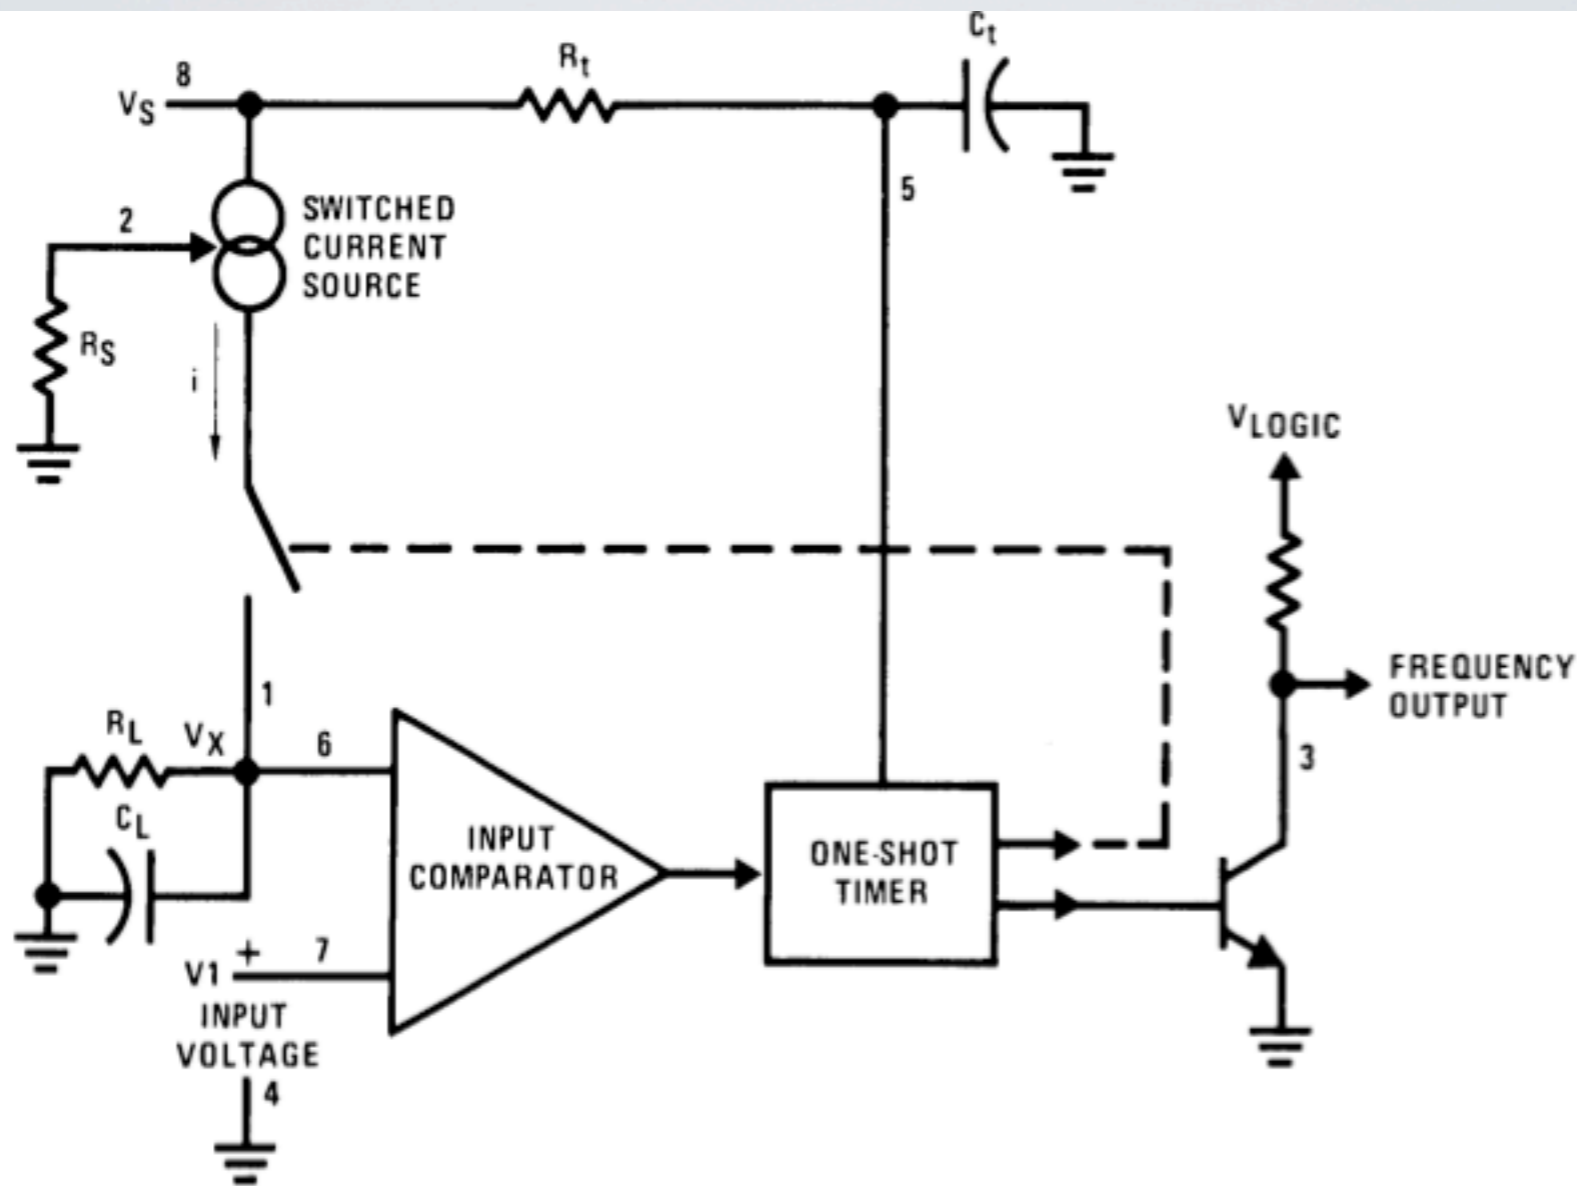 Ct
Rt
8
VS
5
2
SWITCHED
CURRENT
SOURCE
RS
i
VLOGIC
1
FREQUENCY
OUTPUT
RL
VX
6
3
CL
INPUT
COMPARATOR
ONE-SHOT
TIMER
+
7
V1
INPUT
VOLTAGE
4